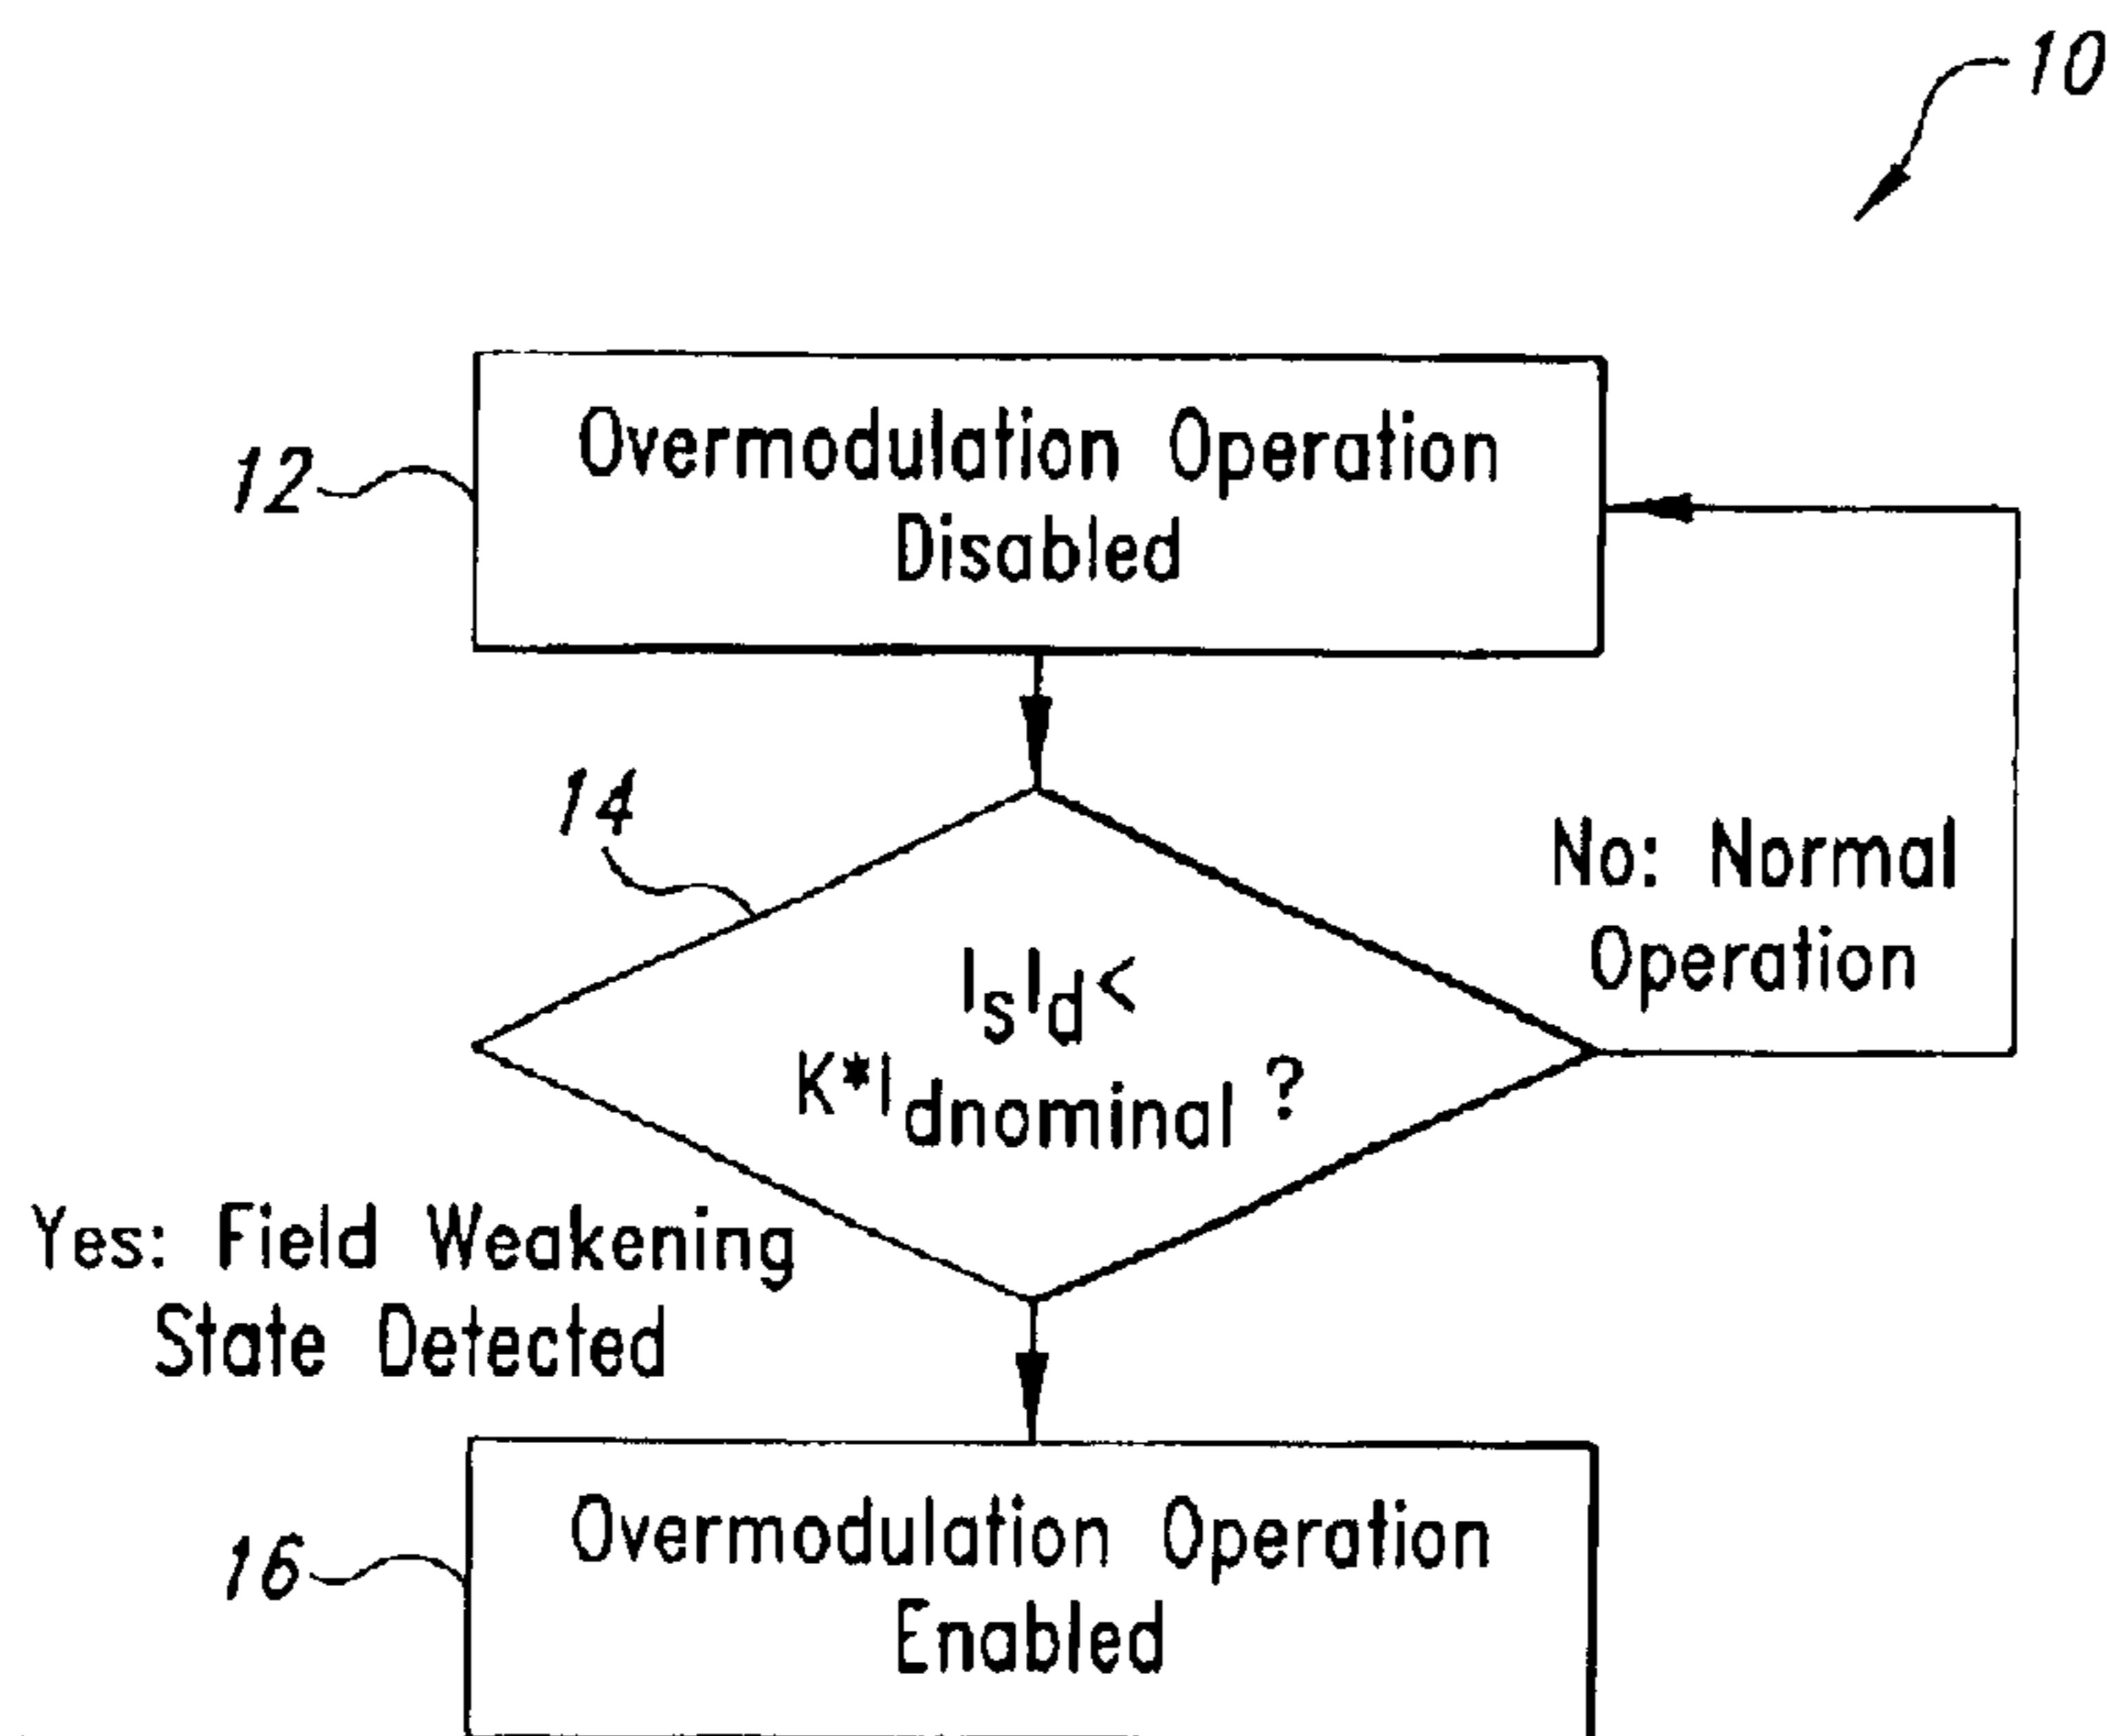 10
Overmodulation Operation
Disabled
12
14
No: Normal
Operation
IsId<
K*Idnominal ?
Yes: Field Weakening
State Detected
Overmodulation Operation
Enabled
16